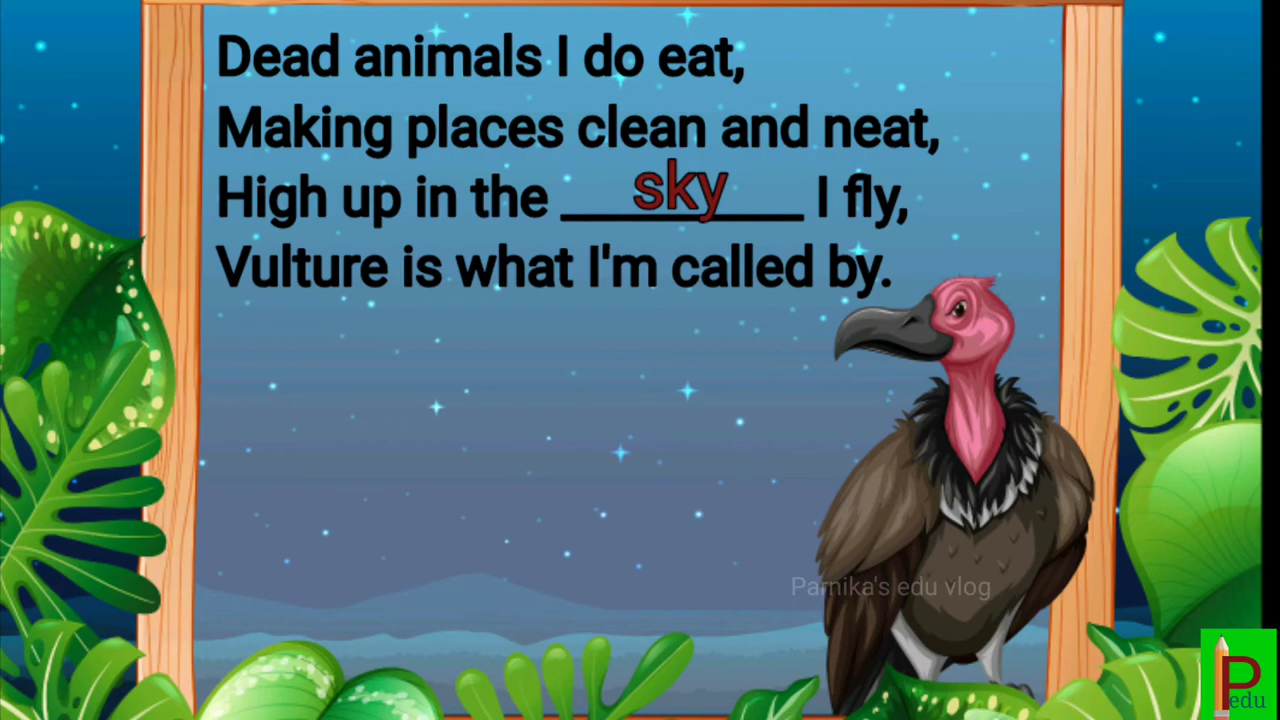 Dead animals I do eat,
Making places clean and neat,
High up in the sky I fly,
Vulture is what I'm called by.
Parnika's edu vlog
P
edu